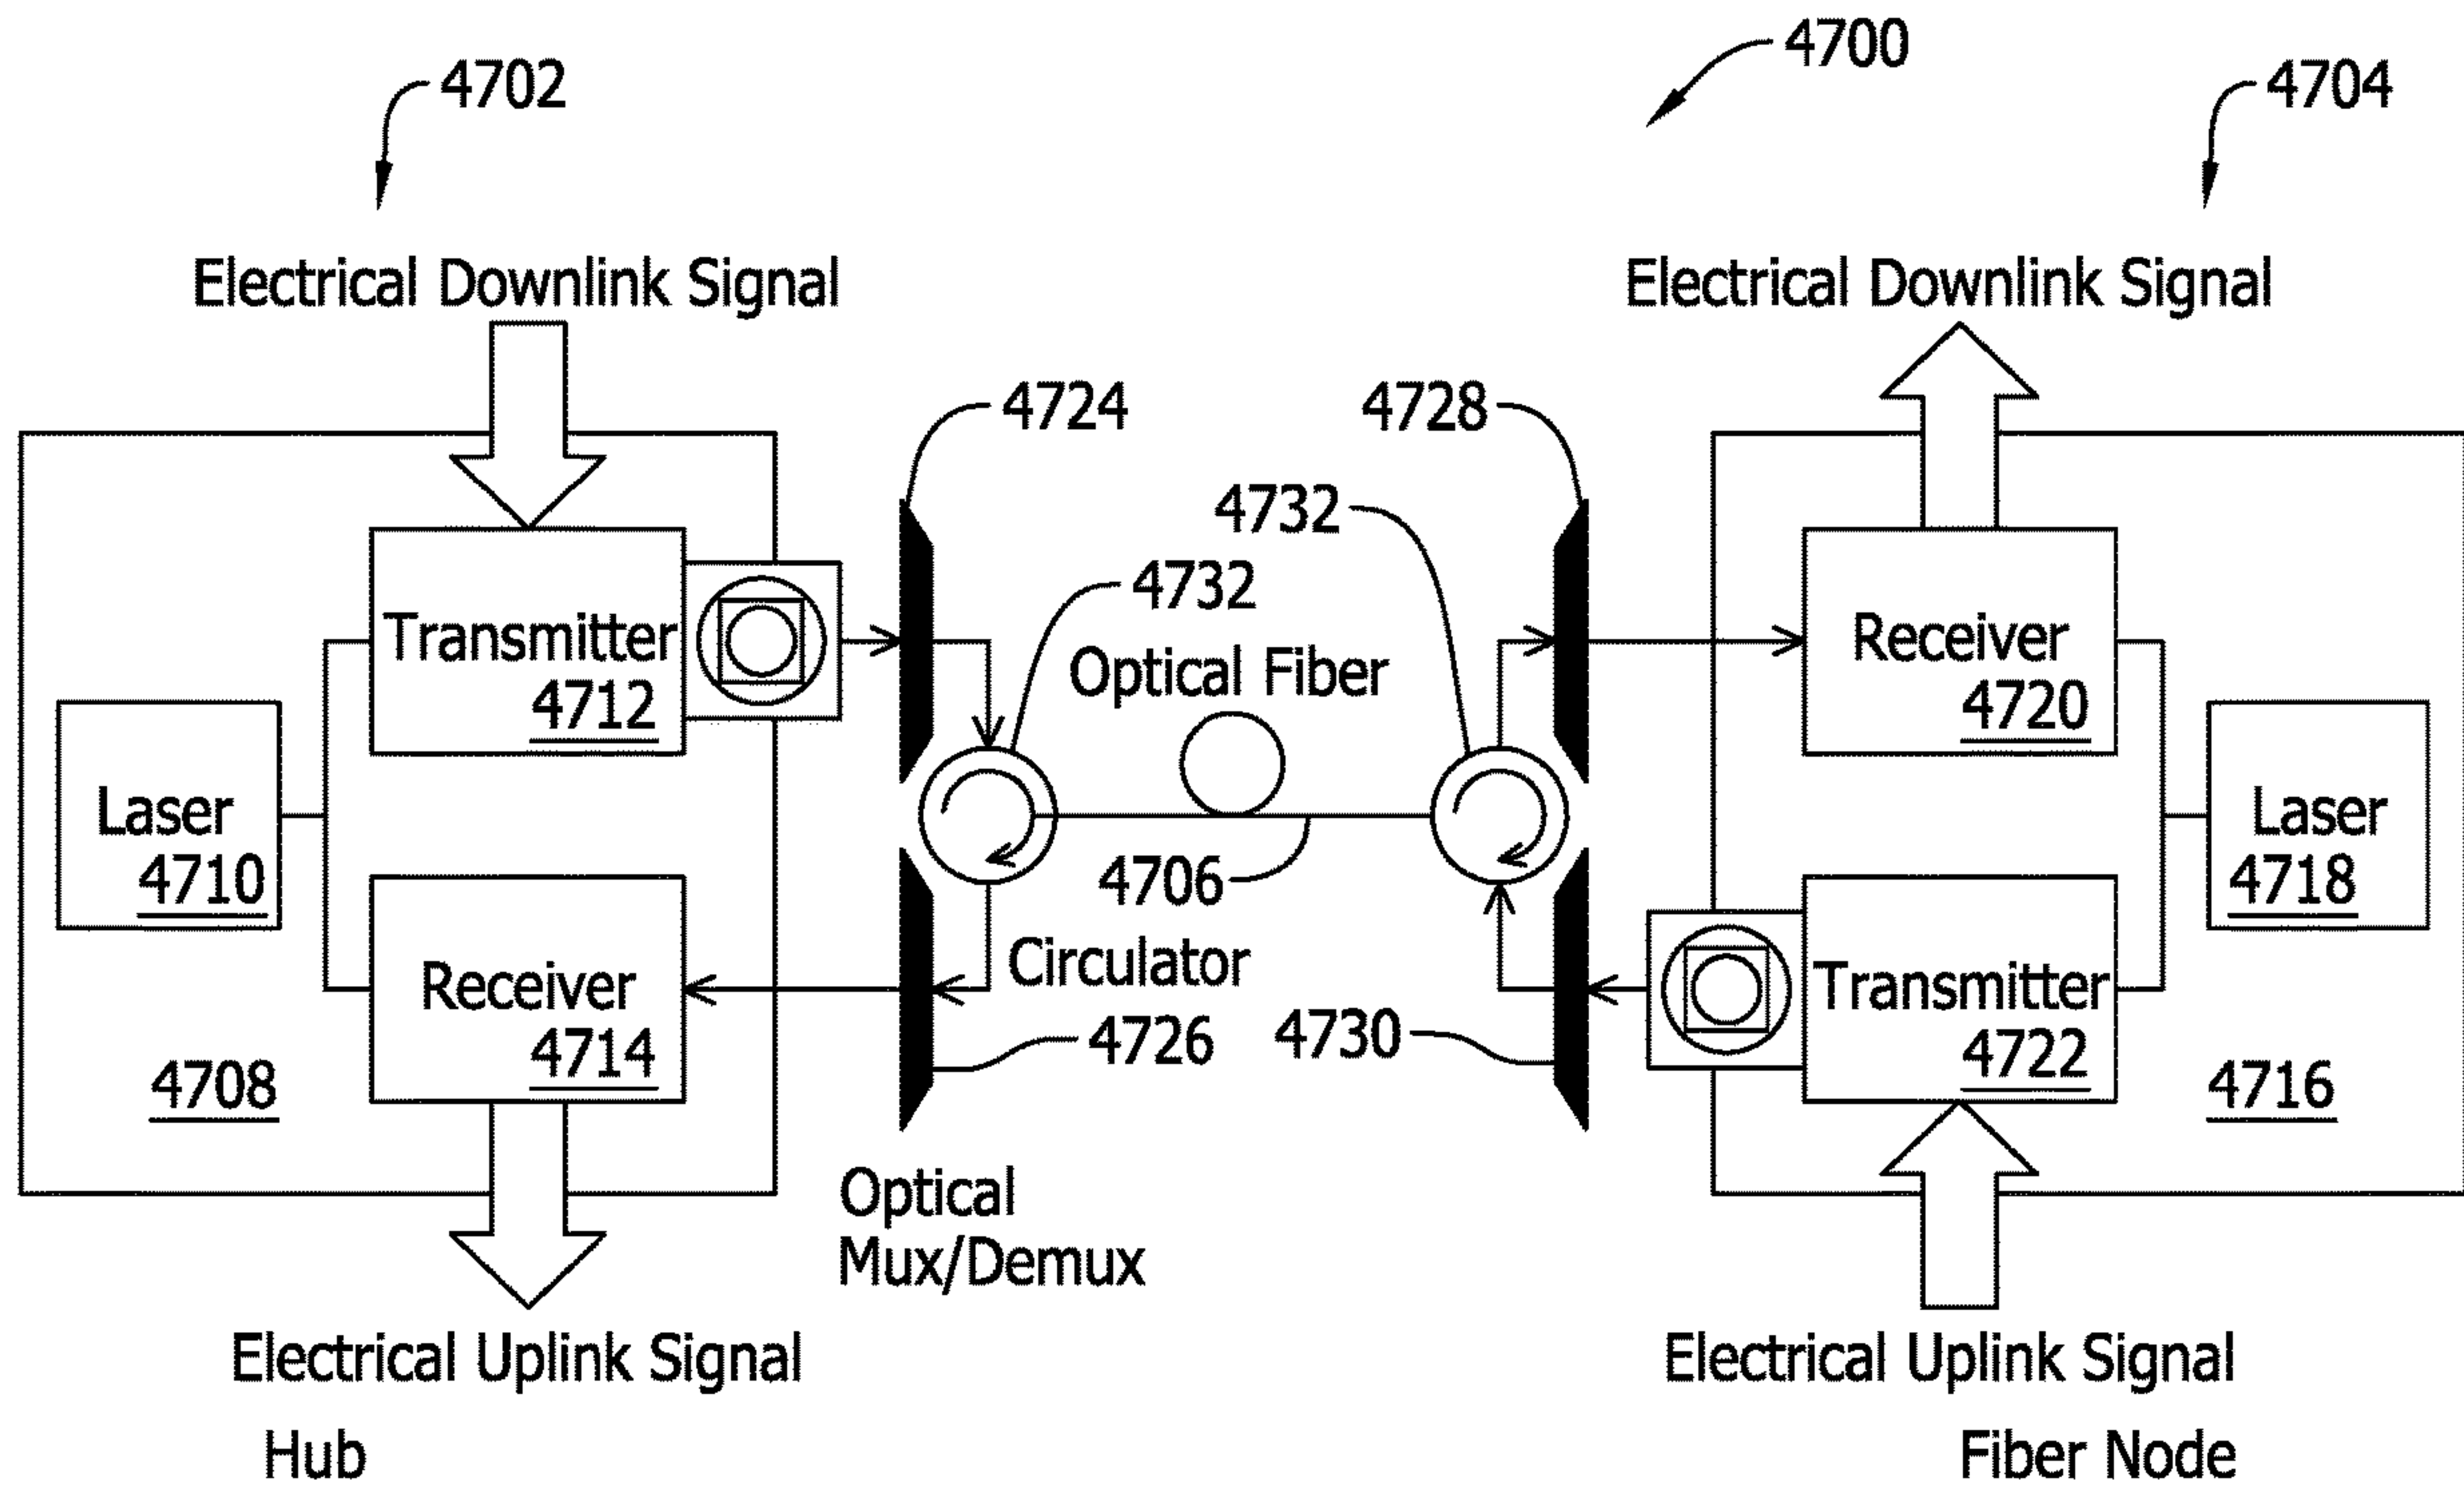 4700
4702
4704
Electrical Downlink Signal
Electrical Downlink Signal
4724
4728
4732
4732
Optical Fiber
Transmitter
4712
Receiver
4720
Laser
4710
Laser
4718
4706
Circulator
Receiver
4714
Transmitter
4722
4726
4730
4708
4716
Optical
Mux/Demux
Electrical Uplink Signal
Electrical Uplink Signal
Hub
Fiber Node